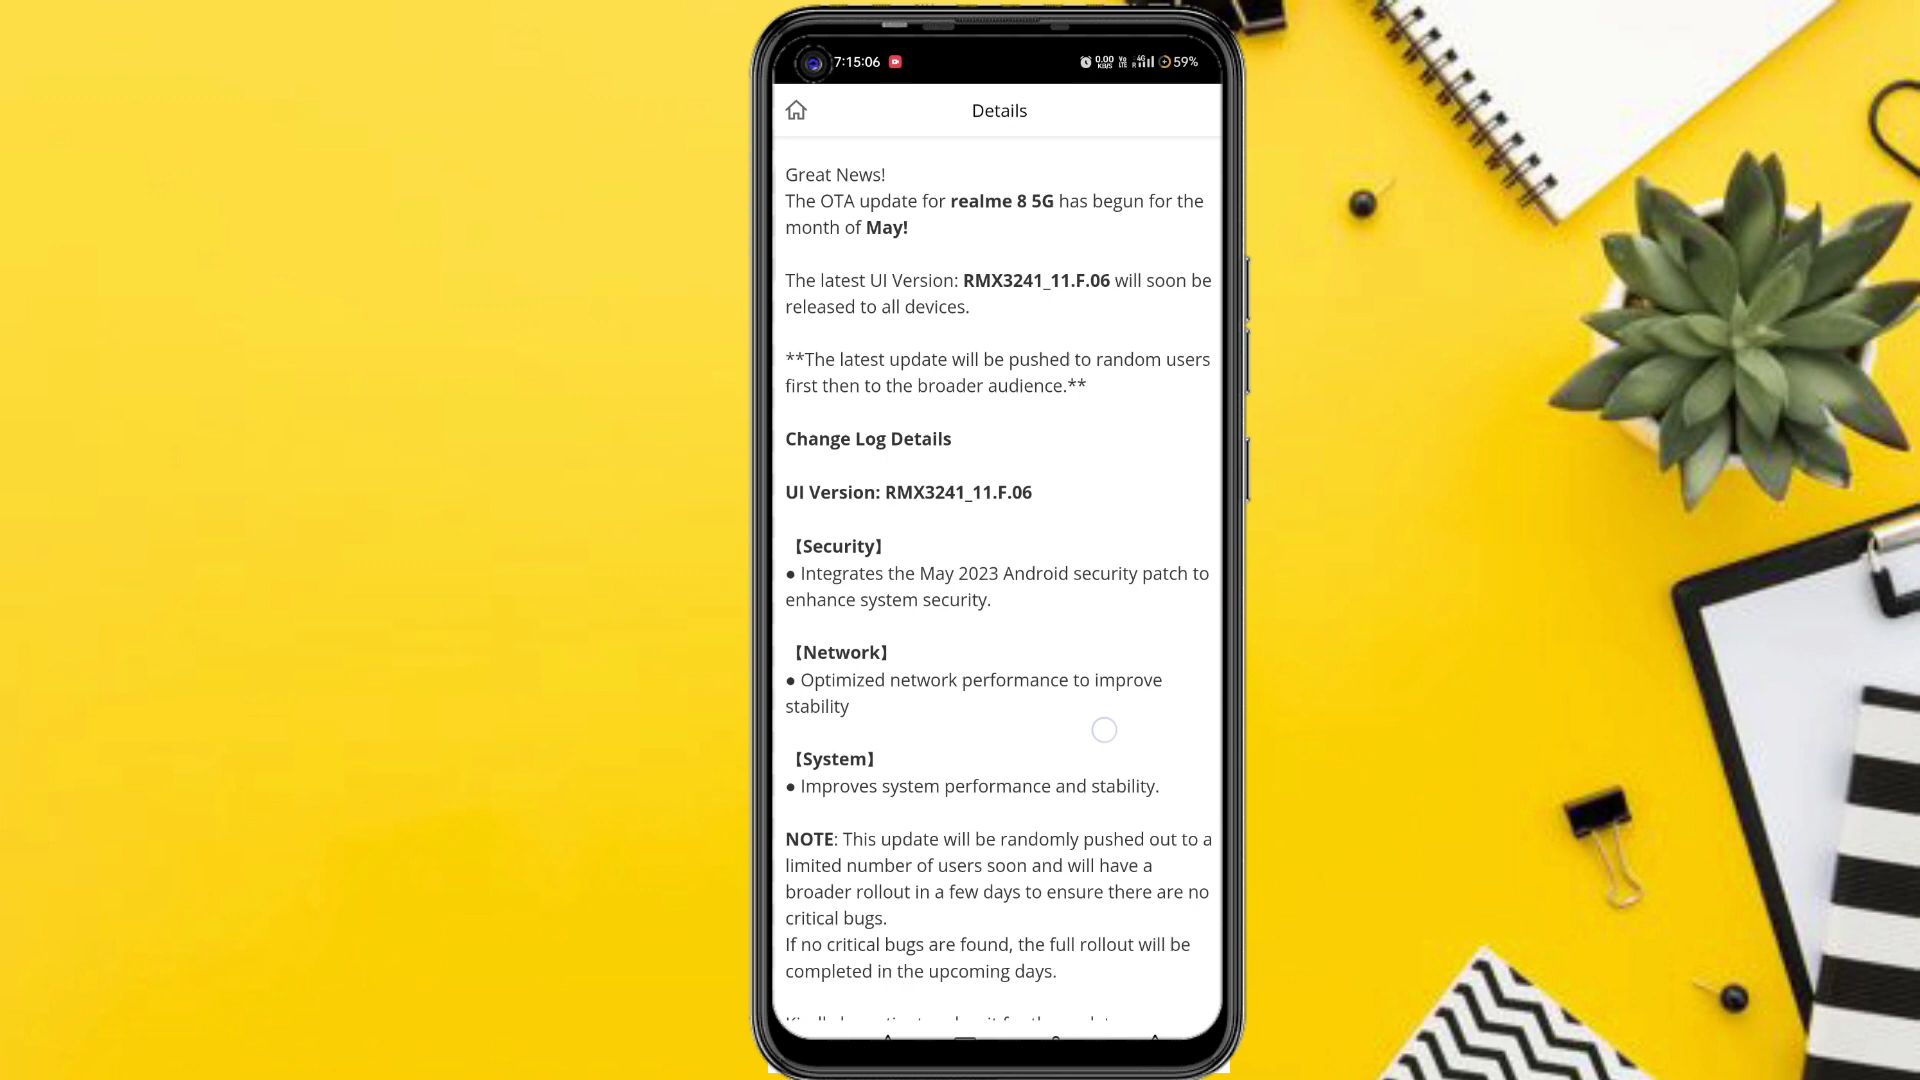 7:15:06
0.00 KB/S Vo LTE 4G R 59%
Details
Great News!
The OTA update for realme 8 5G has begun for the
month of May!
The latest UI Version: RMX3241_11.F.06 will soon be
released to all devices.
**The latest update will be pushed to random users
first then to the broader audience.**
Change Log Details
UI Version: RMX3241_11.F.06
【Security】
● Integrates the May 2023 Android security patch to
enhance system security.
【Network】
● Optimized network performance to improve
stability
【System】
● Improves system performance and stability.
NOTE: This update will be randomly pushed out to a
limited number of users soon and will have a
broader rollout in a few days to ensure there are no
critical bugs.
If no critical bugs are found, the full rollout will be
completed in the upcoming days.